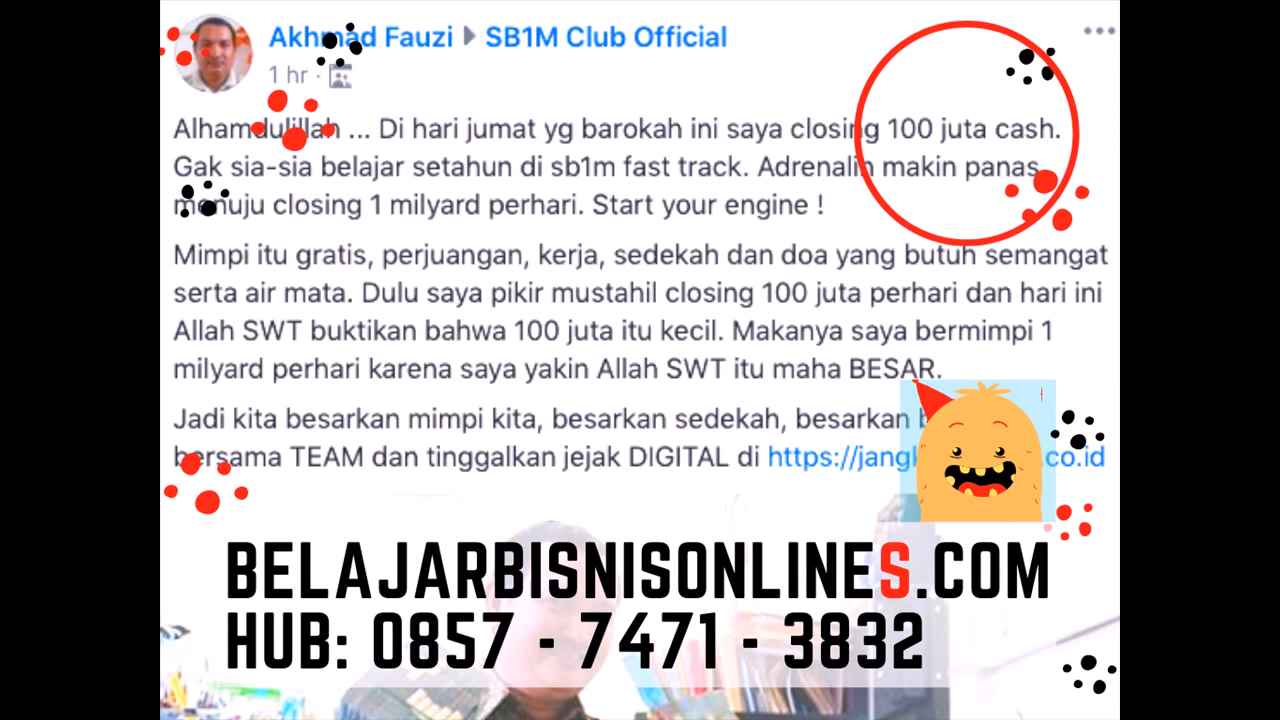 Akhmad Fauzi SB1M Club Official
1 hr ·
Alhamdulillah ... Di hari jumat yg barokah ini saya closing 100 juta cash.
Gak sia-sia belajar setahun di sb1m fast track. Adrenalin makin panas
menuju closing 1 milyard perhari. Start your engine !
Mimpi itu gratis, perjuangan, kerja, sedekah dan doa yang butuh semangat
serta air mata. Dulu saya pikir mustahil closing 100 juta perhari dan hari ini
Allah SWT buktikan bahwa 100 juta itu kecil. Makanya saya bermimpi 1
milyard perhari karena saya yakin Allah SWT itu maha BESAR.
Jadi kita besarkan mimpi kita, besarkan sedekah, besarkan
bersama TEAM dan tinggalkan jejak DIGITAL di https://jangk .co.id
BELAJARBISNISONLINES.COM
HUB: 0857 - 7471 - 3832